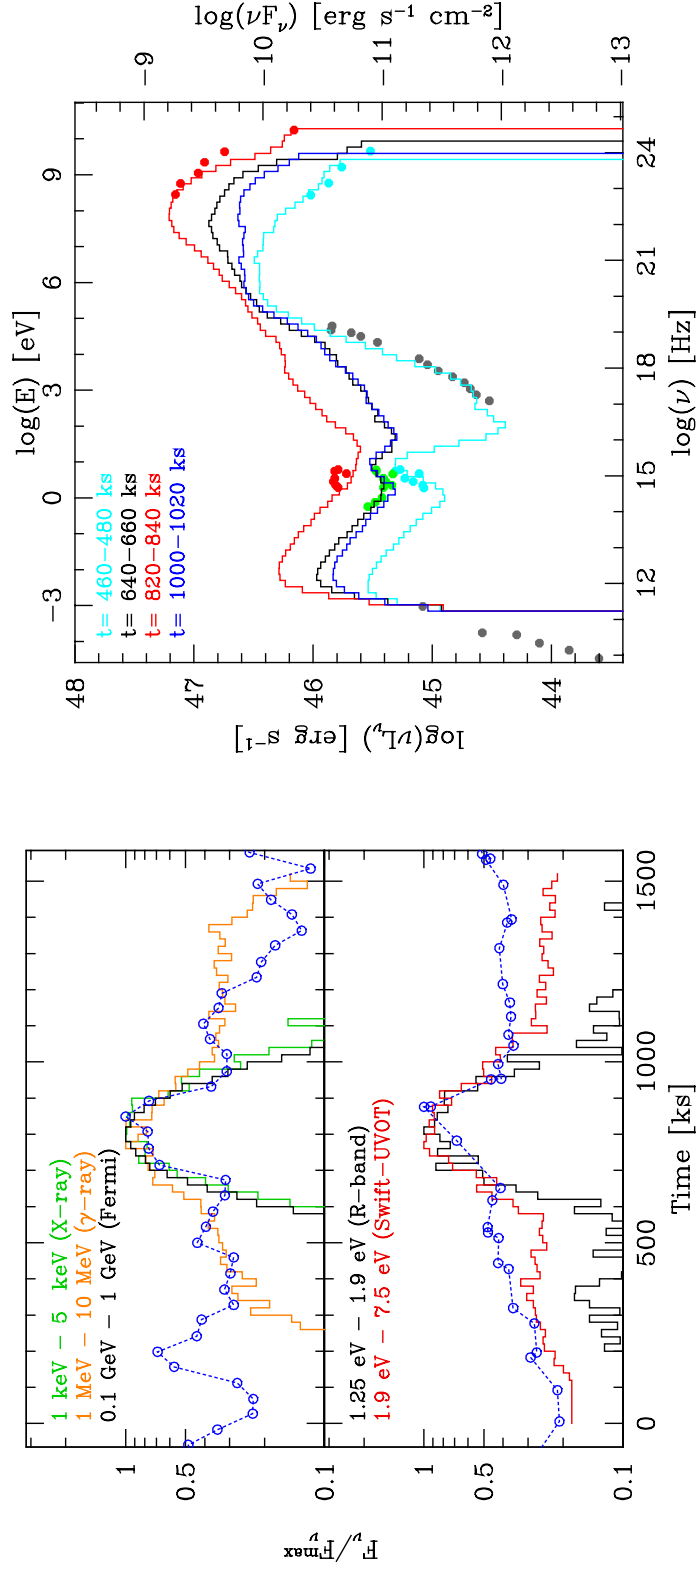 1 keV − 5 keV (X−ray)
1 MeV − 10 MeV (γ−ray)
0.1 GeV − 1 GeV (Fermi)
1
0.5
0.1
1.25 eV − 1.9 eV (R−band)
1.9 eV − 7.5 eV (Swift−UVOT)
1
0.5
0.1
F_ν/F_ν^max
0 500 1000 1500
Time [ks]
log(E) [eV]
−3 0 3 6 9
t= 460−480 ks
t= 640−660 ks
t= 820−840 ks
t= 1000−1020 ks
48
47
46
45
44
log(νL_ν) [erg s⁻¹]
−9
−10
−11
−12
−13
log(νF_ν) [erg s⁻¹ cm⁻²]
12 15 18 21 24
log(ν) [Hz]